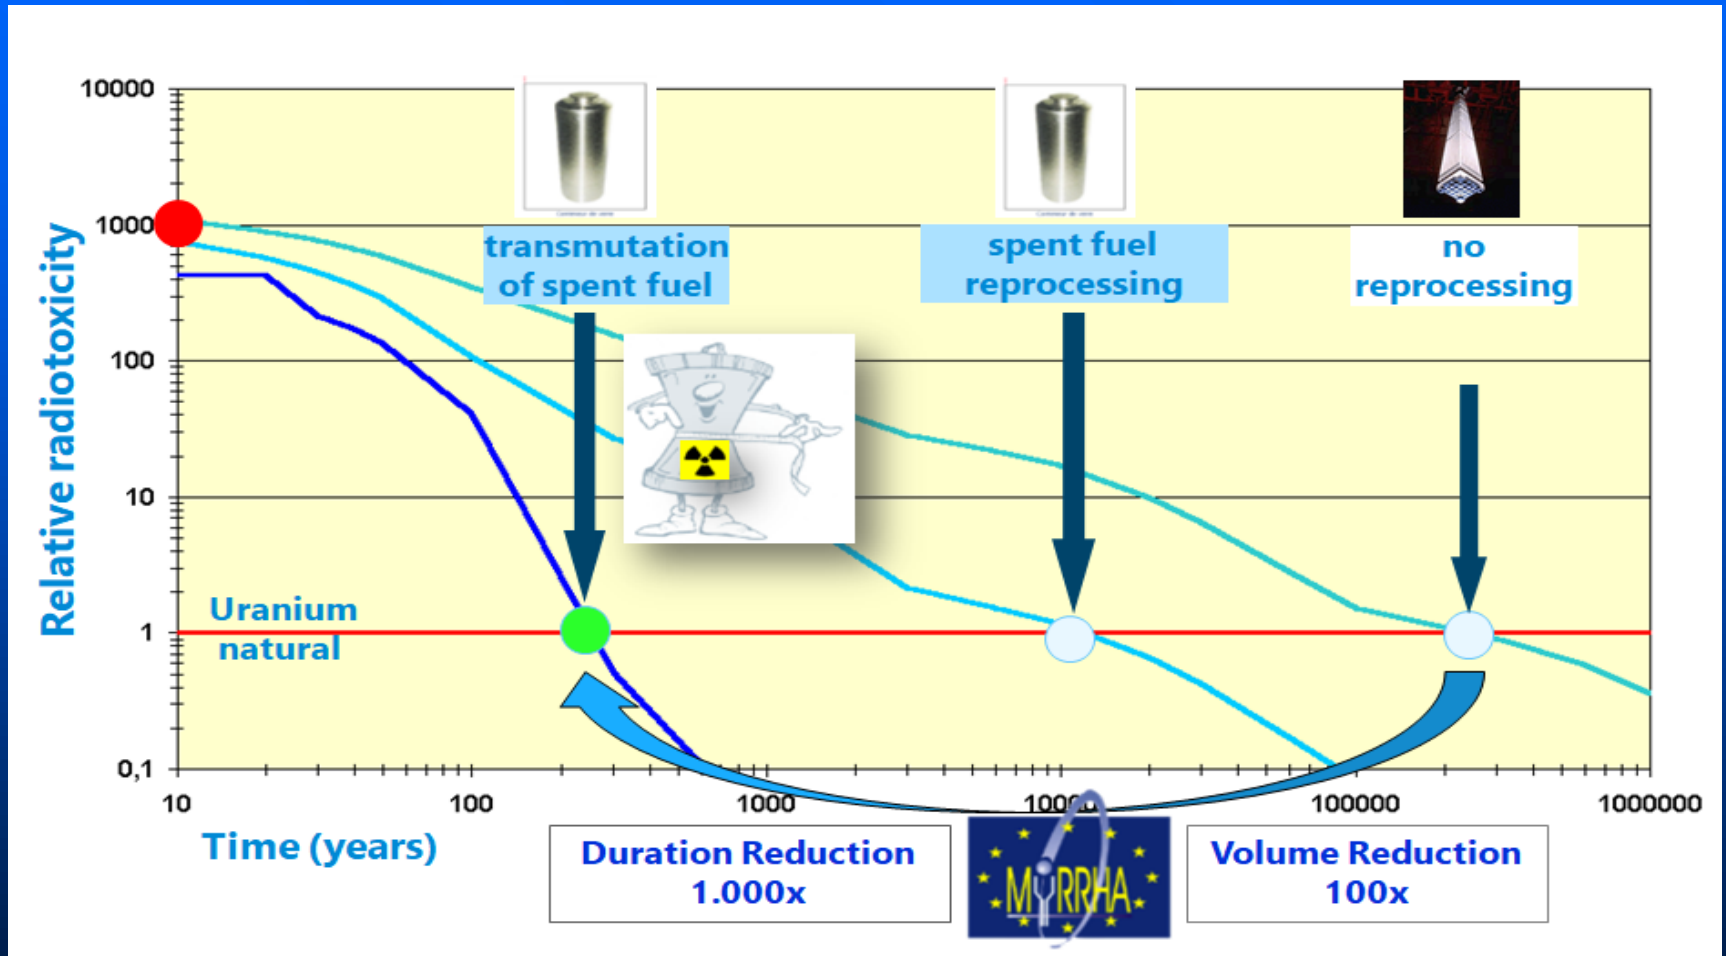 10000
1000
100
10
1
0,1
Relative radiotoxicity
transmutation
of spent fuel
spent fuel
reprocessing
no
reprocessing
Uranium
natural
10
100
1000
10000
100000
1000000
Time (years)
Duration Reduction
1.000x
MYRRHA
Volume Reduction
100x